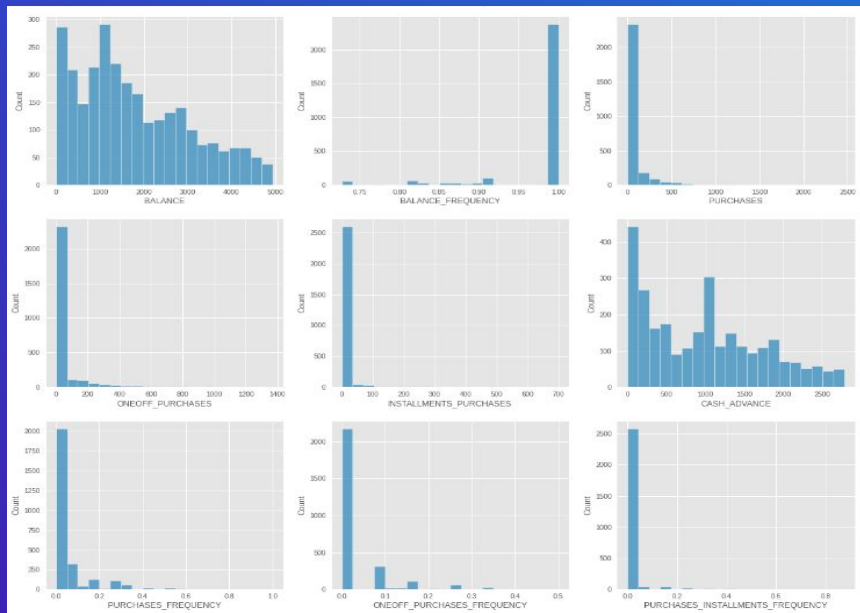 300
250
200
150
100
50
0
Count
0 1000 2000 3000 4000 5000
BALANCE
2000
1500
1000
500
0
Count
0.75 0.80 0.85 0.90 0.95 1.00
BALANCE_FREQUENCY
2000
1500
1000
500
0
Count
0 500 1000 1500 2000 2500
PURCHASES
2000
1500
1000
500
0
Count
0 200 400 600 800 1000 1200 1400
ONEOFF_PURCHASES
2500
2000
1500
1000
500
0
Count
0 100 200 300 400 500 600 700
INSTALLMENTS_PURCHASES
400
300
200
100
0
Count
0 500 1000 1500 2000 2500
CASH_ADVANCE
2000
1750
1500
1250
1000
750
500
250
0
Count
0.0 0.2 0.4 0.6 0.8 1.0
PURCHASES_FREQUENCY
2000
1500
1000
500
0
Count
0.0 0.1 0.2 0.3 0.4 0.5
ONEOFF_PURCHASES_FREQUENCY
2500
2000
1500
1000
500
0
Count
0.0 0.2 0.4 0.6 0.8
PURCHASES_INSTALLMENTS_FREQUENCY